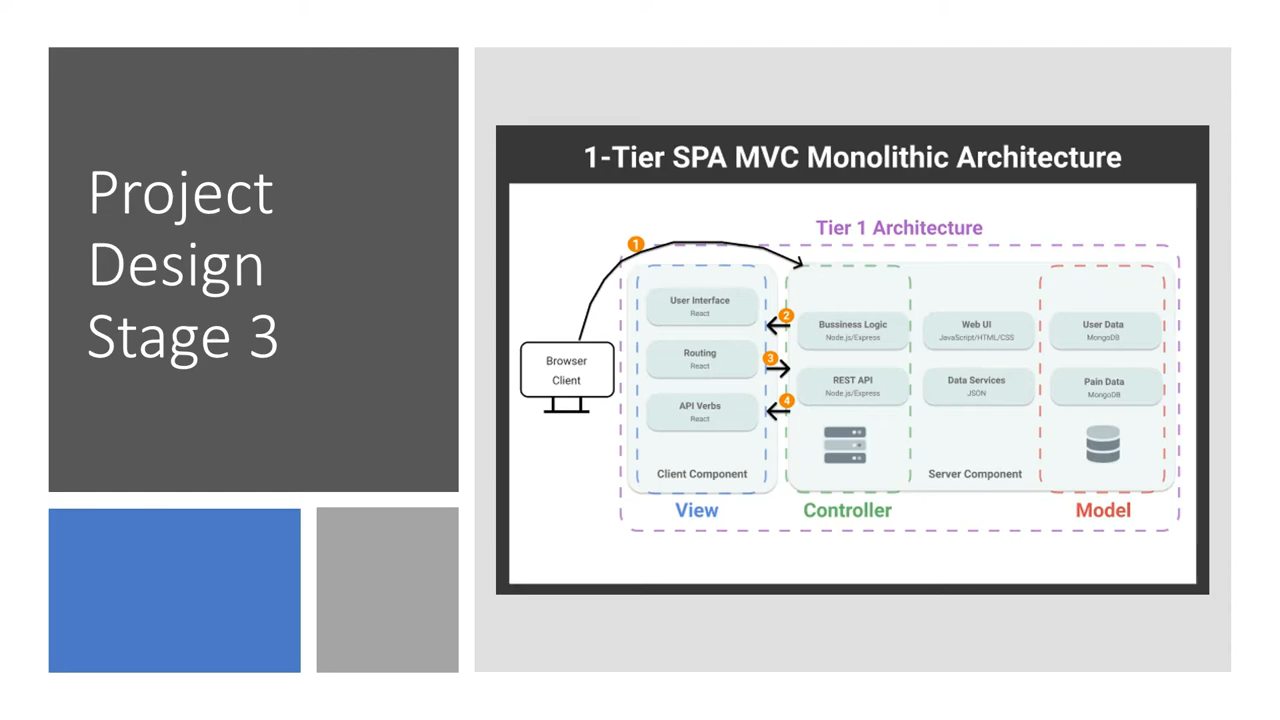 Project
Design
Stage 3
1-Tier SPA MVC Monolithic Architecture
Tier 1 Architecture
1
Browser
Client
User Interface
React
Routing
React
API Verbs
React
Client Component
View
2
3
4
Bussiness Logic
Node.js/Express
REST API
Node.js/Express
Controller
Web UI
JavaScript/HTML/CSS
Data Services
JSON
Server Component
User Data
MongoDB
Pain Data
MongoDB
Model